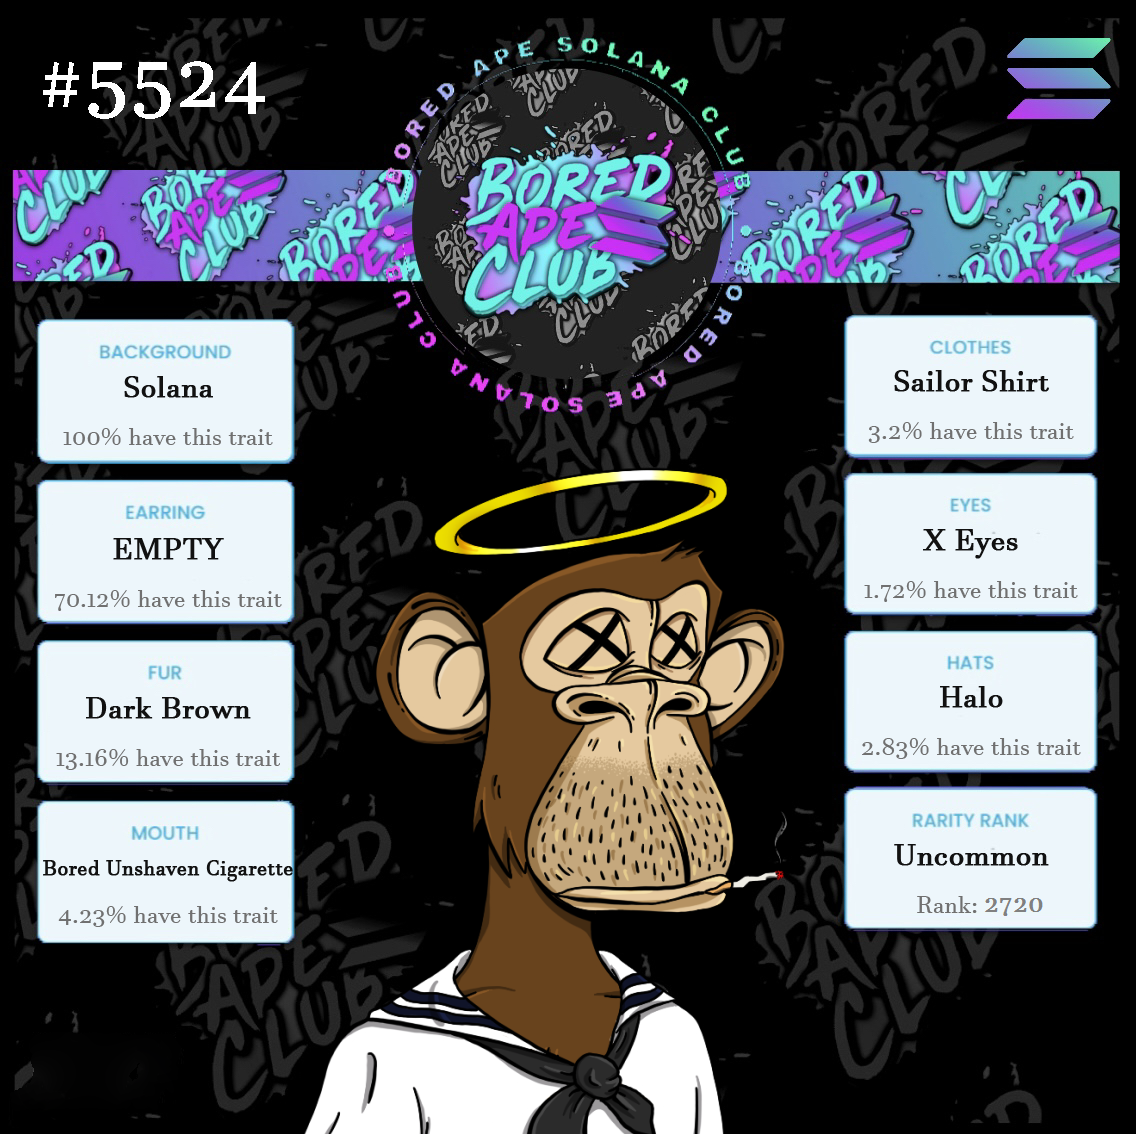 #5524
BORED APE SOLANA CLUB
BORED APE SOLANA CLUB
BORED
APE
CLUB
BACKGROUND
Solana
100% have this trait
EARRING
EMPTY
70.12% have this trait
FUR
Dark Brown
13.16% have this trait
MOUTH
Bored Unshaven Cigarette
4.23% have this trait
CLOTHES
Sailor Shirt
3.2% have this trait
EYES
X Eyes
1.72% have this trait
HATS
Halo
2.83% have this trait
RARITY RANK
Uncommon
Rank: 2720